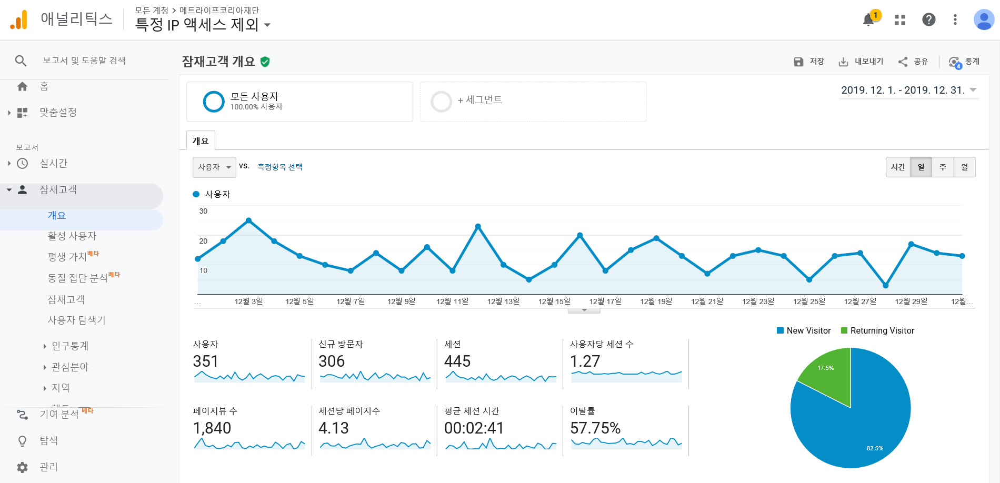 애널리틱스
모든 계정 > 메트라이프코리아재단
특정 IP 액세스 제외
1
보고서 및 도움말 검색
홈
맞춤설정
보고서
실시간
잠재고객
개요
활성 사용자
평생 가치 베타
동질 집단 분석 베타
잠재고객
사용자 탐색기
인구통계
관심분야
지역
기여 분석 베타
탐색
관리
잠재고객 개요
저장
내보내기
공유
4
통계
모든 사용자
100.00% 사용자
+ 세그먼트
2019. 12. 1. - 2019. 12. 31.
개요
사용자
vs.
측정항목 선택
시간
일
주
월
사용자
30
20
10
...
12월 3일
12월 5일
12월 7일
12월 9일
12월 11일
12월 13일
12월 15일
12월 17일
12월 19일
12월 21일
12월 23일
12월 25일
12월 27일
12월 29일
12월...
사용자
351
신규 방문자
306
세션
445
사용자당 세션 수
1.27
페이지뷰 수
1,840
세션당 페이지수
4.13
평균 세션 시간
00:02:41
이탈률
57.75%
New Visitor
Returning Visitor
17.5%
82.5%